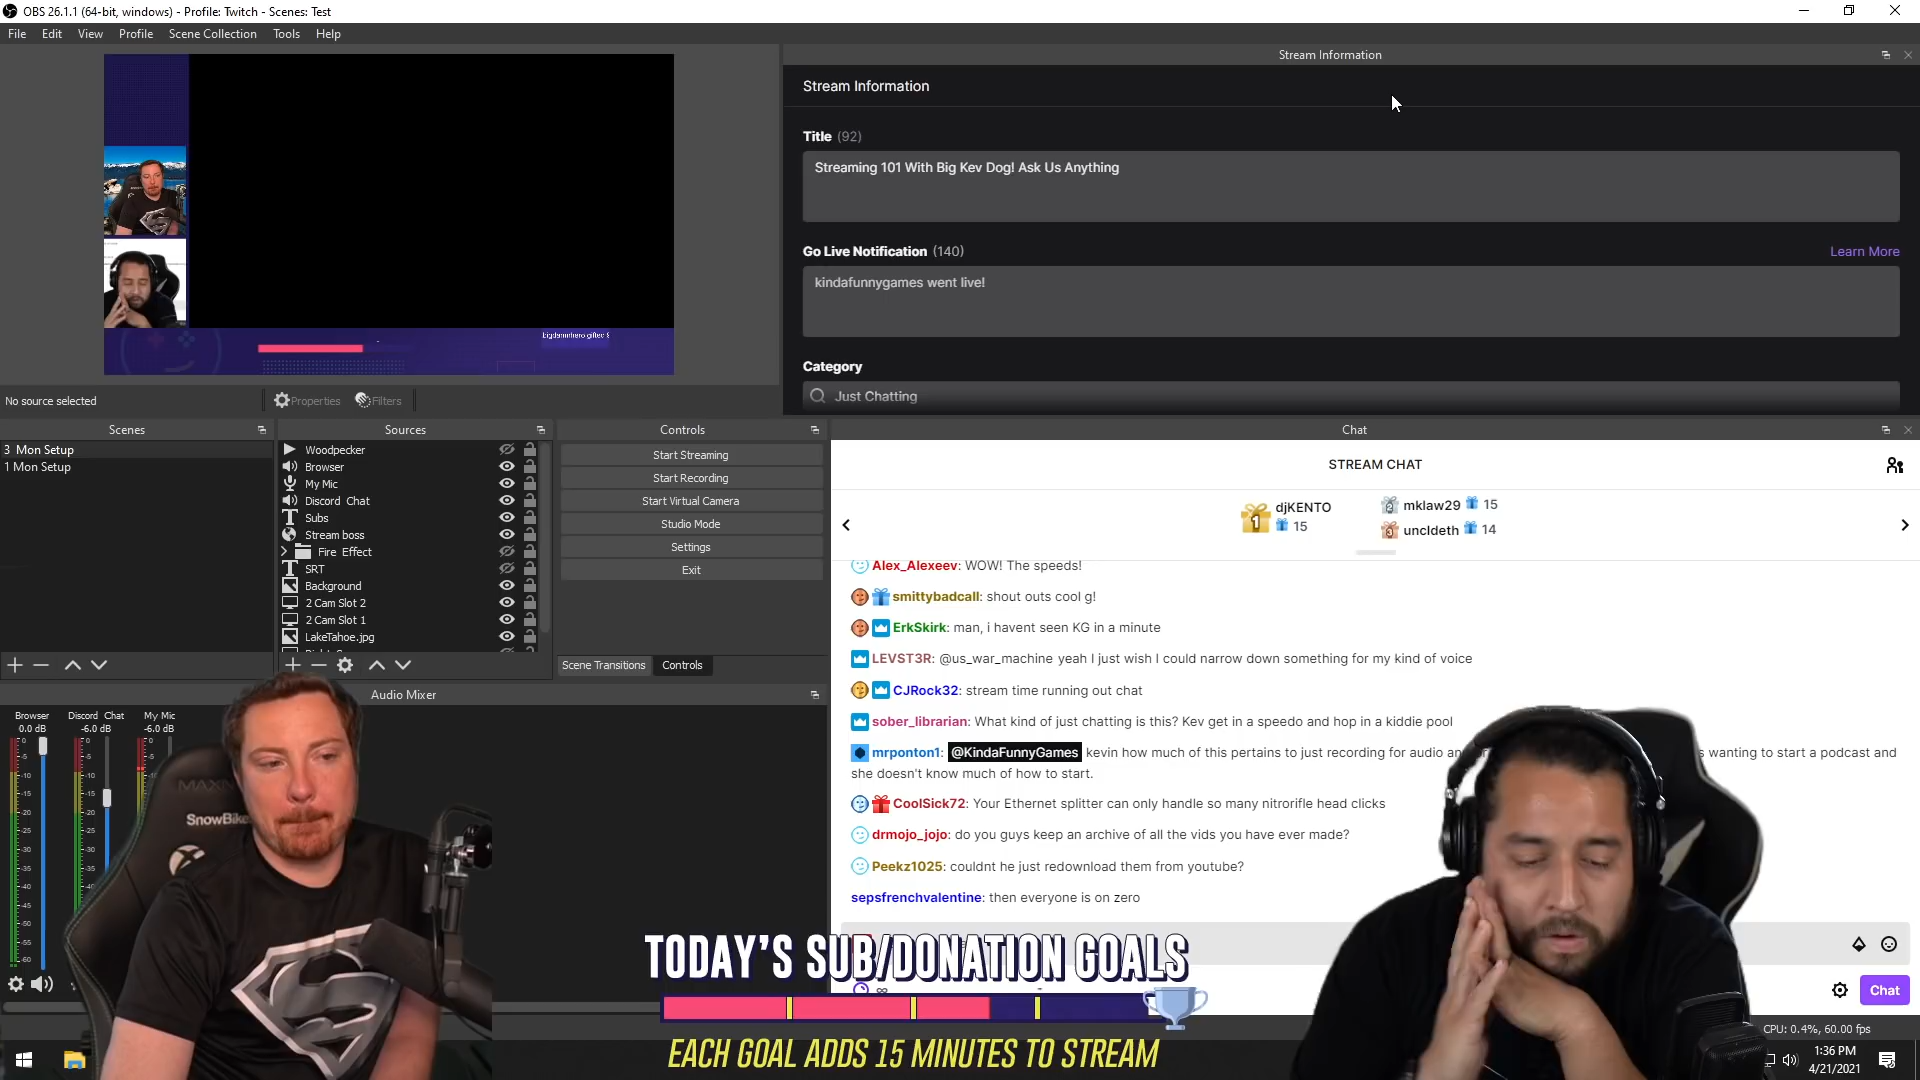 OBS 26.1.1 (64-bit, windows) - Profile: Twitch - Scenes: Test
File Edit View Profile Scene Collection Tools Help
Stream Information
Stream Information
Title (92)
Streaming 101 With Big Kev Dog! Ask Us Anything
Go Live Notification (140)
Learn More
kindafunnygames went live!
Category
Just Chatting
bigdamnhero gifted
No source selected
Properties
Filters
Scenes
3 Mon Setup
1 Mon Setup
Sources
Woodpecker
Browser
My Mic
Discord Chat
Subs
Stream boss
Fire Effect
SRT
Background
2 Cam Slot 2
2 Cam Slot 1
LakeTahoe.jpg
Controls
Start Streaming
Start Recording
Start Virtual Camera
Studio Mode
Settings
Exit
Scene Transitions
Controls
Chat
STREAM CHAT
1 djKENTO 15
2 mklaw29 15
3 uncldeth 14
Alex_Alexeev: WOW! The speeds!
smittybadcall: shout outs cool g!
ErkSkirk: man, i havent seen KG in a minute
LEVST3R: @us_war_machine yeah I just wish I could narrow down something for my kind of voice
CJRock32: stream time running out chat
sober_librarian: What kind of just chatting is this? Kev get in a speedo and hop in a kiddie pool
mrponton1: @KindaFunnyGames kevin how much of this pertains to just recording for audio
s wanting to start a podcast and
she doesn't know much of how to start.
CoolSick72: Your Ethernet splitter can only handle so many nitrorifle head clicks
drmojo_jojo: do you guys keep an archive of all the vids you have ever made?
Peekz1025: couldnt he just redownload them from youtube?
sepsfrenchvalentine: then everyone is on zero
Chat
Audio Mixer
Browser
0.0 dB
Discord Chat
-6.0 dB
My Mic
-6.0 dB
SnowBike
TODAY'S SUB/DONATION GOALS
EACH GOAL ADDS 15 MINUTES TO STREAM
CPU: 0.4%, 60.00 fps
1:36 PM
4/21/2021